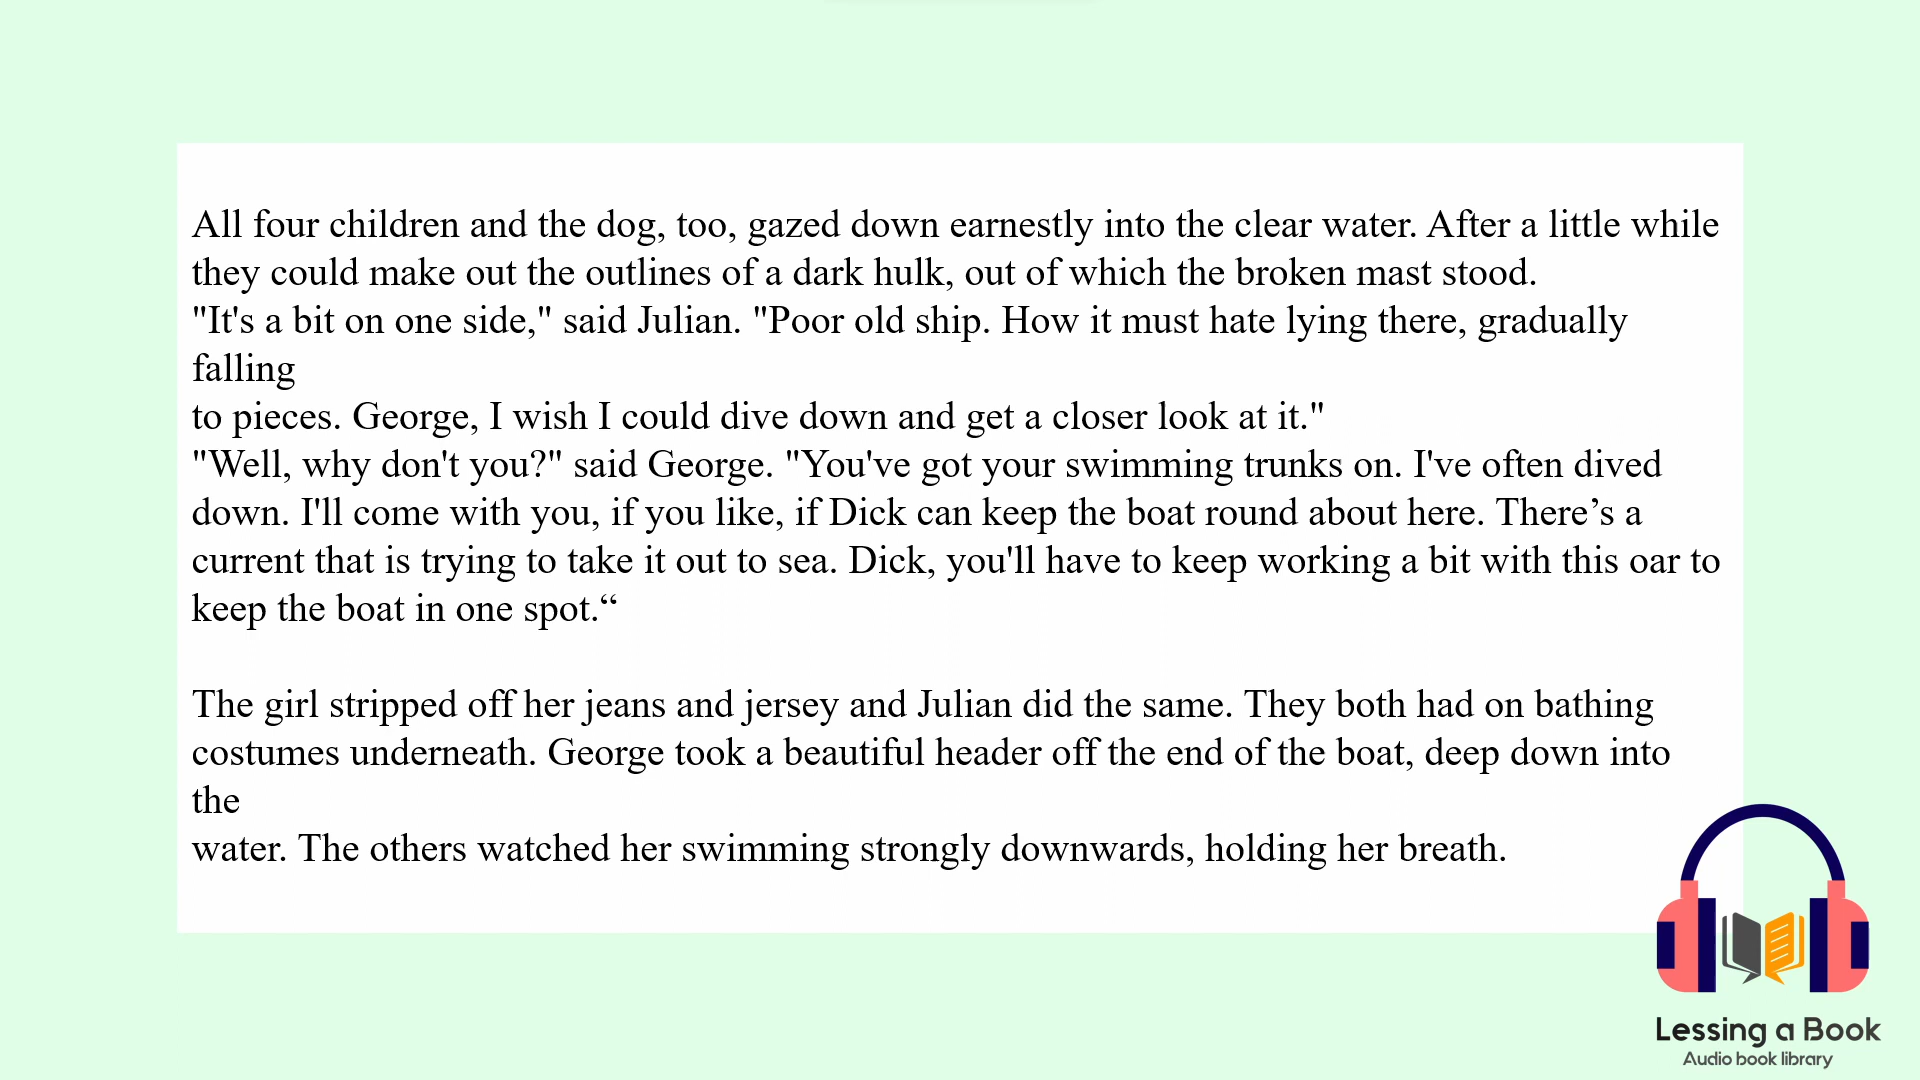 All four children and the dog, too, gazed down earnestly into the clear water. After a little while
they could make out the outlines of a dark hulk, out of which the broken mast stood.
"It's a bit on one side," said Julian. "Poor old ship. How it must hate lying there, gradually
falling
to pieces. George, I wish I could dive down and get a closer look at it."
"Well, why don't you?" said George. "You've got your swimming trunks on. I've often dived
down. I'll come with you, if you like, if Dick can keep the boat round about here. There’s a
current that is trying to take it out to sea. Dick, you'll have to keep working a bit with this oar to
keep the boat in one spot.“
The girl stripped off her jeans and jersey and Julian did the same. They both had on bathing
costumes underneath. George took a beautiful header off the end of the boat, deep down into
the
water. The others watched her swimming strongly downwards, holding her breath.
Lessing a Book
Audio book library